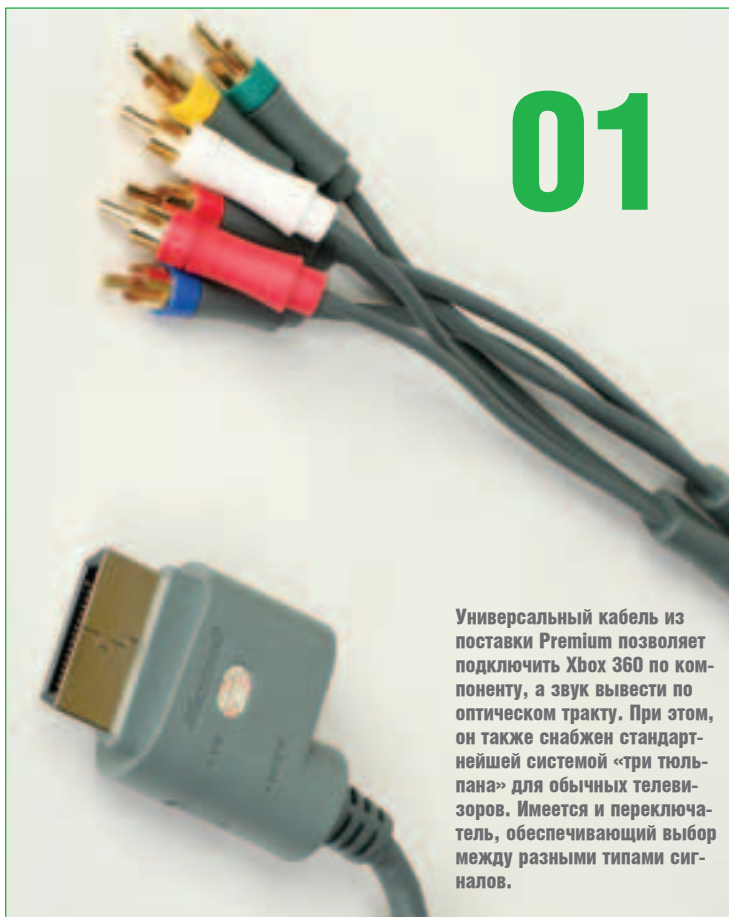 01
Универсальный кабель из
поставки Premium позволяет
подключить Xbox 360 по ком-
поненту, а звук вывести по
оптическом тракту. При этом,
он также снабжен стандарт-
нейшей системой «три тюль-
пана» для обычных телеви-
зоров. Имеется и переключа-
тель, обеспечивающий выбор
между разными типами сиг-
налов.